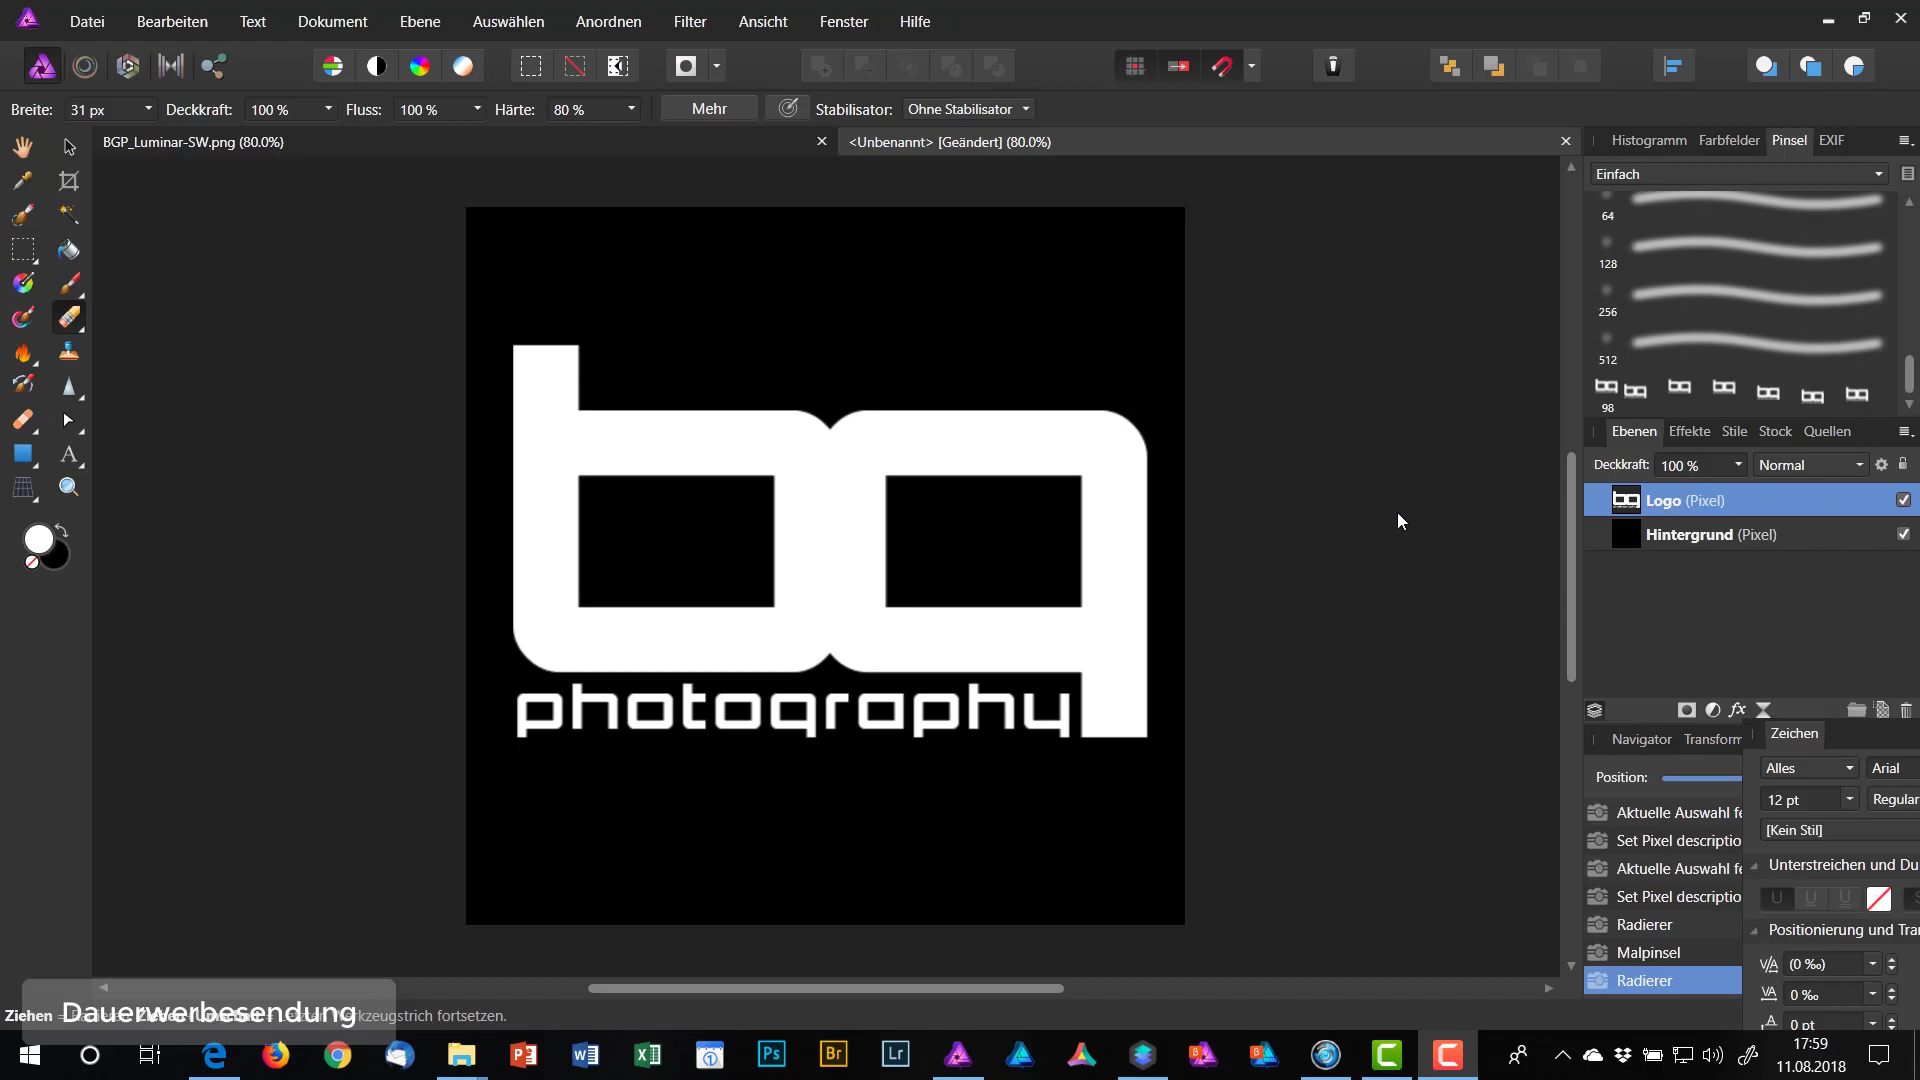 Datei Bearbeiten Text Dokument Ebene Auswählen Anordnen Filter Ansicht Fenster Hilfe
Breite: 31 px Deckkraft: 100 % Fluss: 100 % Härte: 80 % Mehr Stabilisator: Ohne Stabilisator
BGP_Luminar-SW.png (80.0%)
<Unbenannt> [Geändert] (80.0%)
Histogramm Farbfelder Pinsel EXIF
Einfach
64
128
256
512
98
bq
photography
Ebenen Effekte Stile Stock Quellen
Deckkraft: 100 % Normal
Logo (Pixel)
Hintergrund (Pixel)
Navigator Transform
Zeichen
Position:
Alles Arial
12 pt Regular
[Kein Stil]
Aktuelle Auswahl fe
Set Pixel descriptio
Aktuelle Auswahl fe
Set Pixel descriptio
Radierer
Malpinsel
Radierer
Unterstreichen und Du
Positionierung und Tra
(0 ‰)
0 ‰
0 pt
Dauerwerbesendung
Ziehen
kzeugstrich fortsetzen.
Ps Br Lr
17:59
11.08.2018